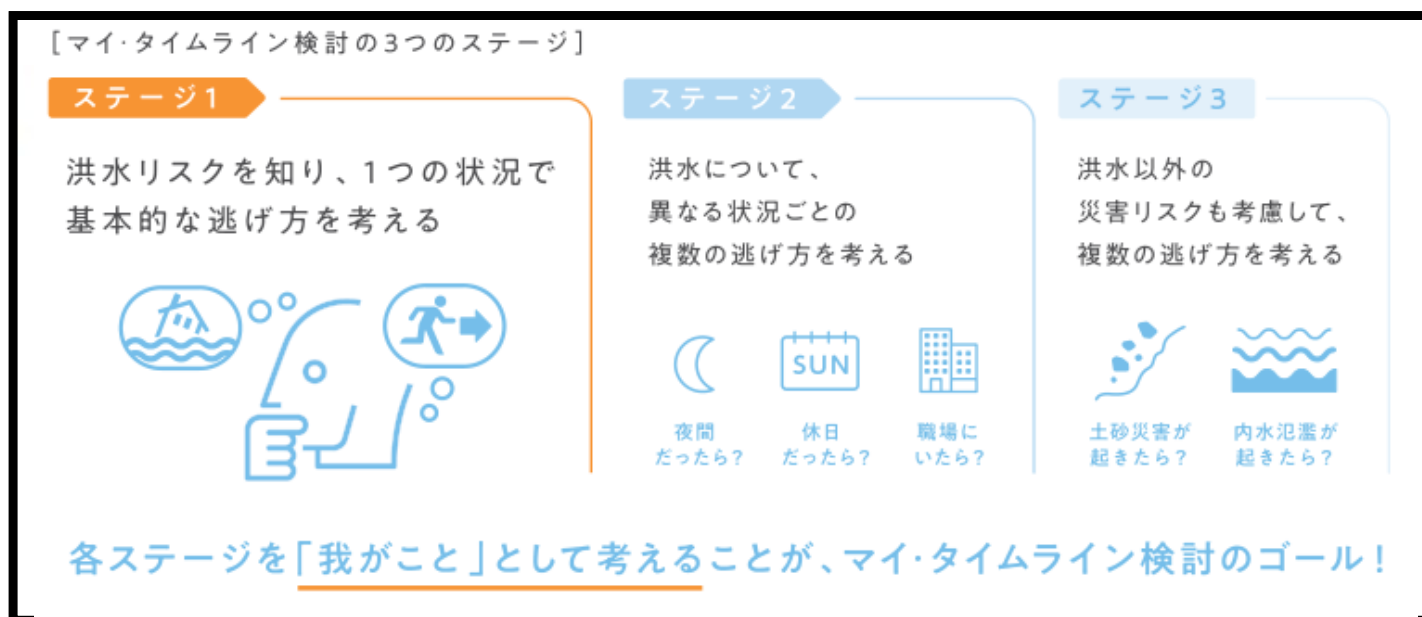 [マイ・タイムライン検討の3つのステージ]
ステージ1
洪水リスクを知り、1つの状況で
基本的な逃げ方を考える
ステージ2
洪水について、
異なる状況ごとの
複数の逃げ方を考える
SUN
夜間
だったら?
休日
だったら?
職場に
いたら?
ステージ3
洪水以外の
災害リスクも考慮して、
複数の逃げ方を考える
土砂災害が
起きたら?
内水氾濫が
起きたら?
各ステージを「我がこと」として考えることが、マイ・タイムライン検討のゴール!